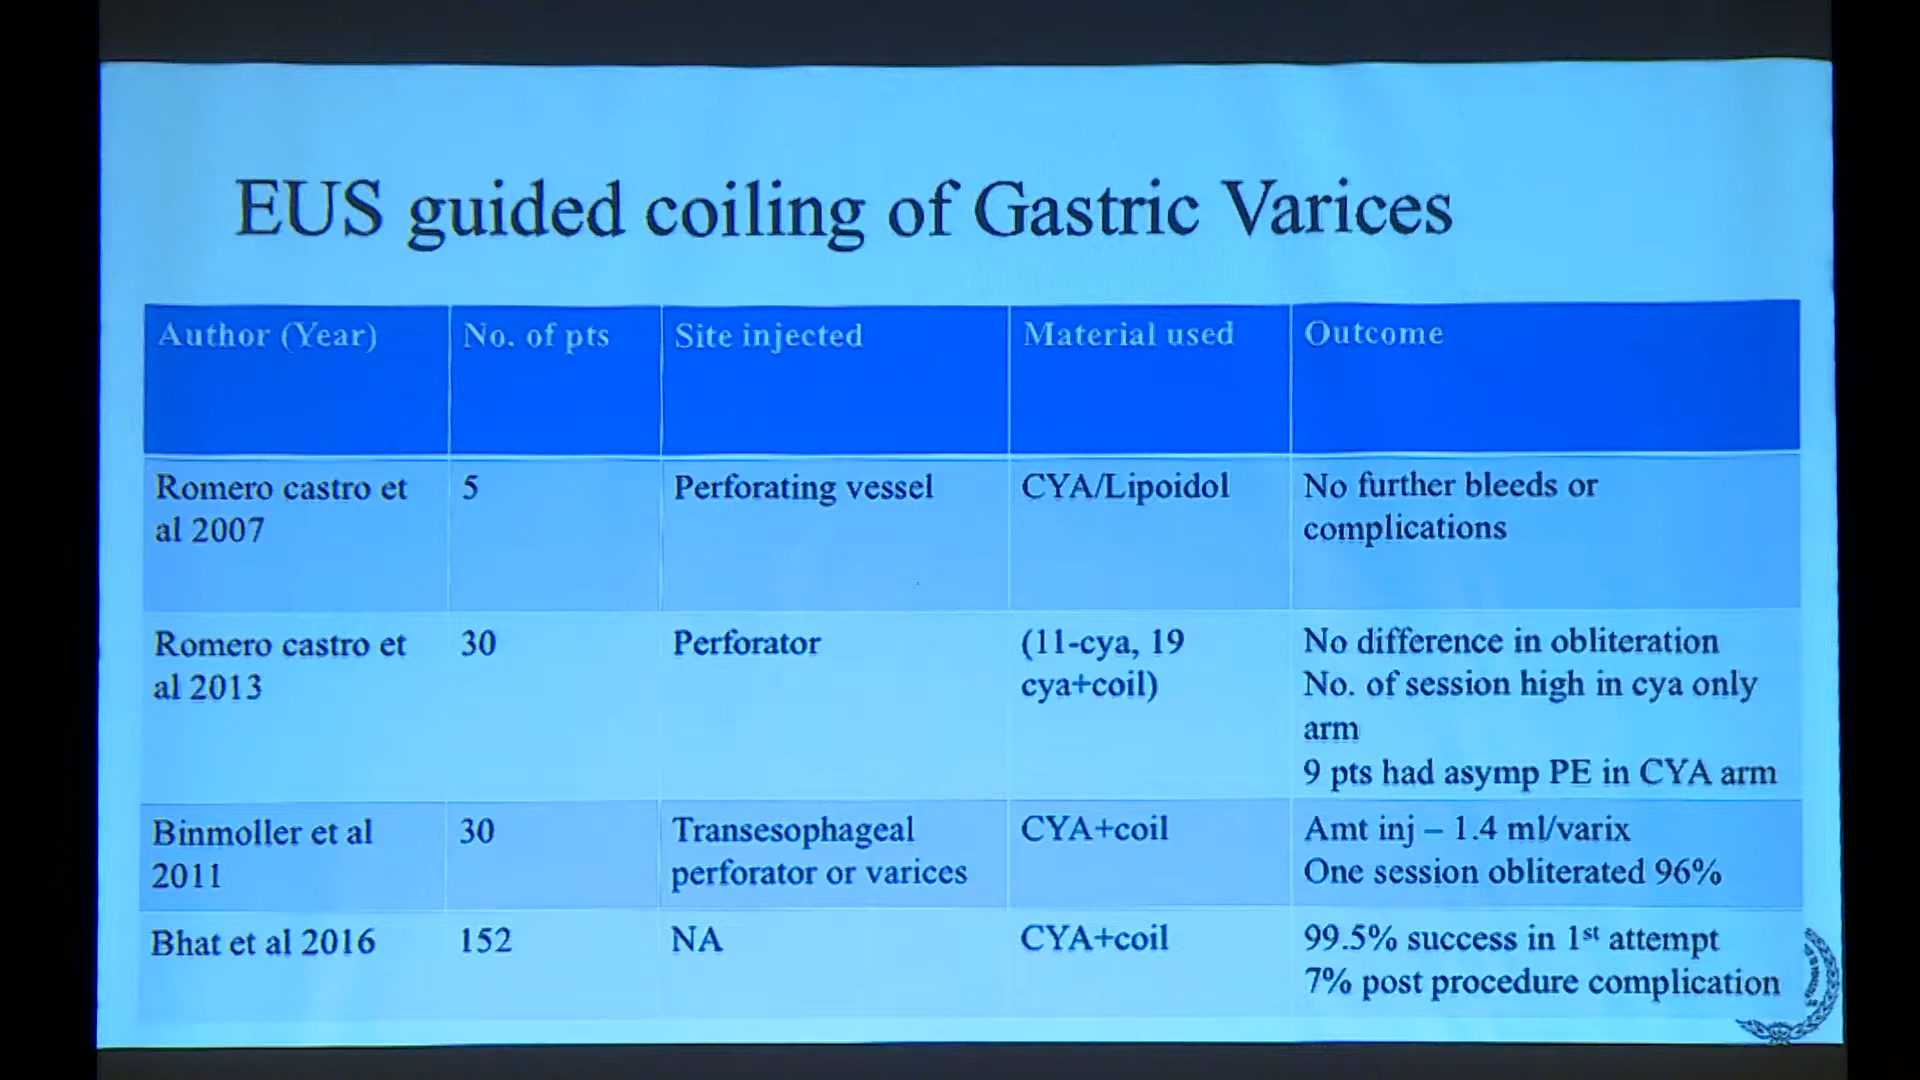 EUS guided coiling of Gastric Varices
Author (Year)
No. of pts
Site injected
Material used
Outcome
Romero castro et
al 2007
5
Perforating vessel
CYA/Lipoidol
No further bleeds or
complications
Romero castro et
al 2013
30
Perforator
(11-cya, 19
cya+coil)
No difference in obliteration
No. of session high in cya only
arm
9 pts had asymp PE in CYA arm
Binmoller et al
2011
30
Transesophageal
perforator or varices
CYA+coil
Amt inj – 1.4 ml/varix
One session obliterated 96%
Bhat et al 2016
152
NA
CYA+coil
99.5% success in 1st attempt
7% post procedure complication